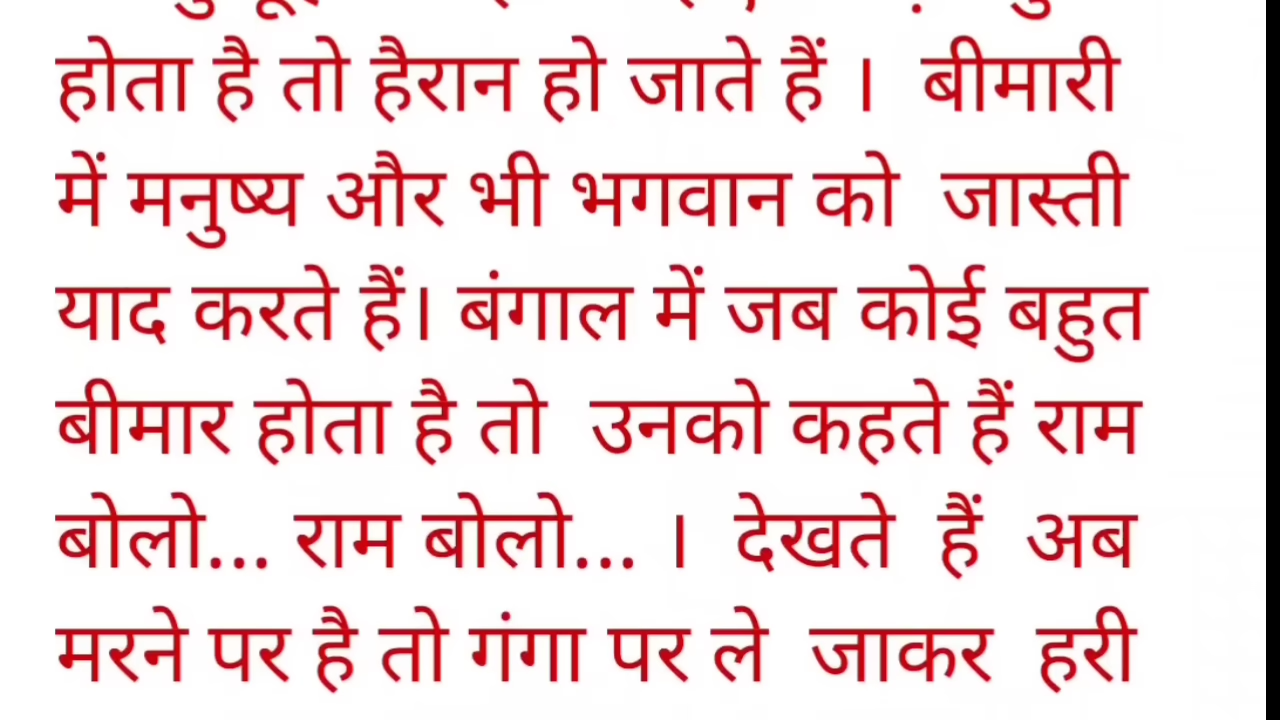 होता है तो हैरान हो जाते हैं । बीमारी
में मनुष्य और भी भगवान को जास्ती
याद करते हैं। बंगाल में जब कोई बहुत
बीमार होता है तो उनको कहते हैं राम
बोलो... राम बोलो... । देखते हैं अब
मरने पर है तो गंगा पर ले जाकर हरी